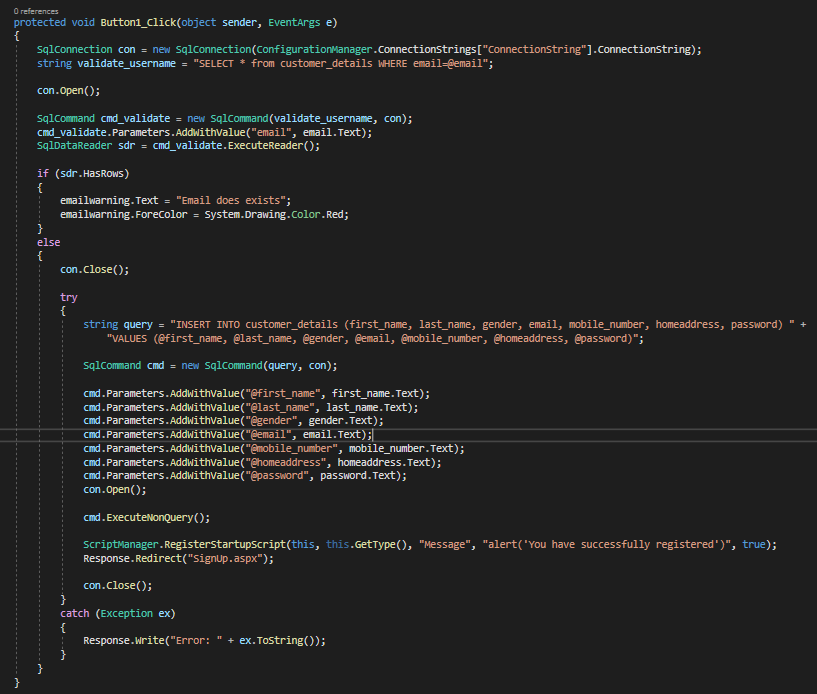 0 references
protected void Button1_Click(object sender, EventArgs e)
{
SqlConnection con = new SqlConnection(ConfigurationManager.ConnectionStrings["ConnectionString"].ConnectionString);
string validate_username = "SELECT * from customer_details WHERE email=@email";
con.Open();
SqlCommand cmd_validate = new SqlCommand(validate_username, con);
cmd_validate.Parameters.AddWithValue("email", email.Text);
SqlDataReader sdr = cmd_validate.ExecuteReader();
if (sdr.HasRows)
{
emailwarning.Text = "Email does exists";
emailwarning.ForeColor = System.Drawing.Color.Red;
}
else
{
con.Close();
try
{
string query = "INSERT INTO customer_details (first_name, last_name, gender, email, mobile_number, homeaddress, password) " +
"VALUES (@first_name, @last_name, @gender, @email, @mobile_number, @homeaddress, @password)";
SqlCommand cmd = new SqlCommand(query, con);
cmd.Parameters.AddWithValue("@first_name", first_name.Text);
cmd.Parameters.AddWithValue("@last_name", last_name.Text);
cmd.Parameters.AddWithValue("@gender", gender.Text);
cmd.Parameters.AddWithValue("@email", email.Text);
cmd.Parameters.AddWithValue("@mobile_number", mobile_number.Text);
cmd.Parameters.AddWithValue("@homeaddress", homeaddress.Text);
cmd.Parameters.AddWithValue("@password", password.Text);
con.Open();
cmd.ExecuteNonQuery();
ScriptManager.RegisterStartupScript(this, this.GetType(), "Message", "alert('You have successfully registered')", true);
Response.Redirect("SignUp.aspx");
con.Close();
}
catch (Exception ex)
{
Response.Write("Error: " + ex.ToString());
}
}
}